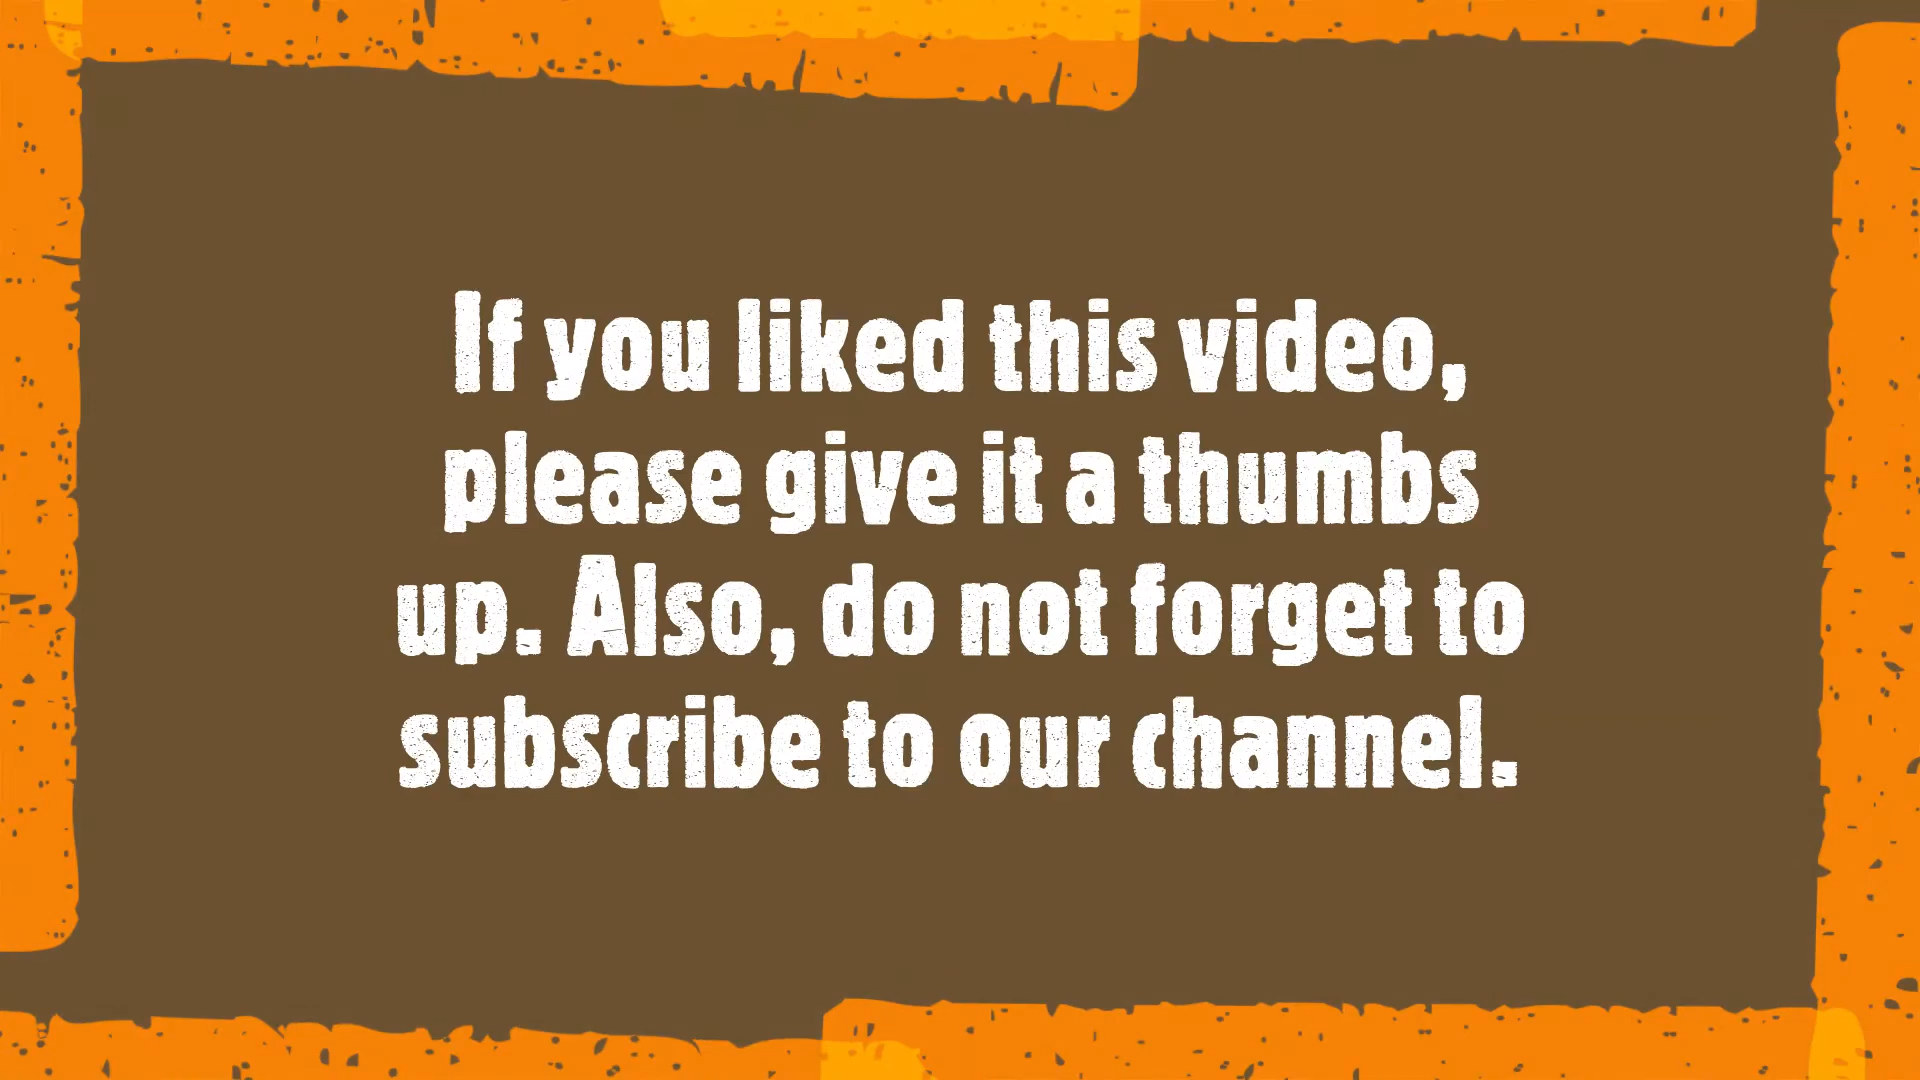 If you liked this video,
please give it a thumbs
up. Also, do not forget to
subscribe to our channel.